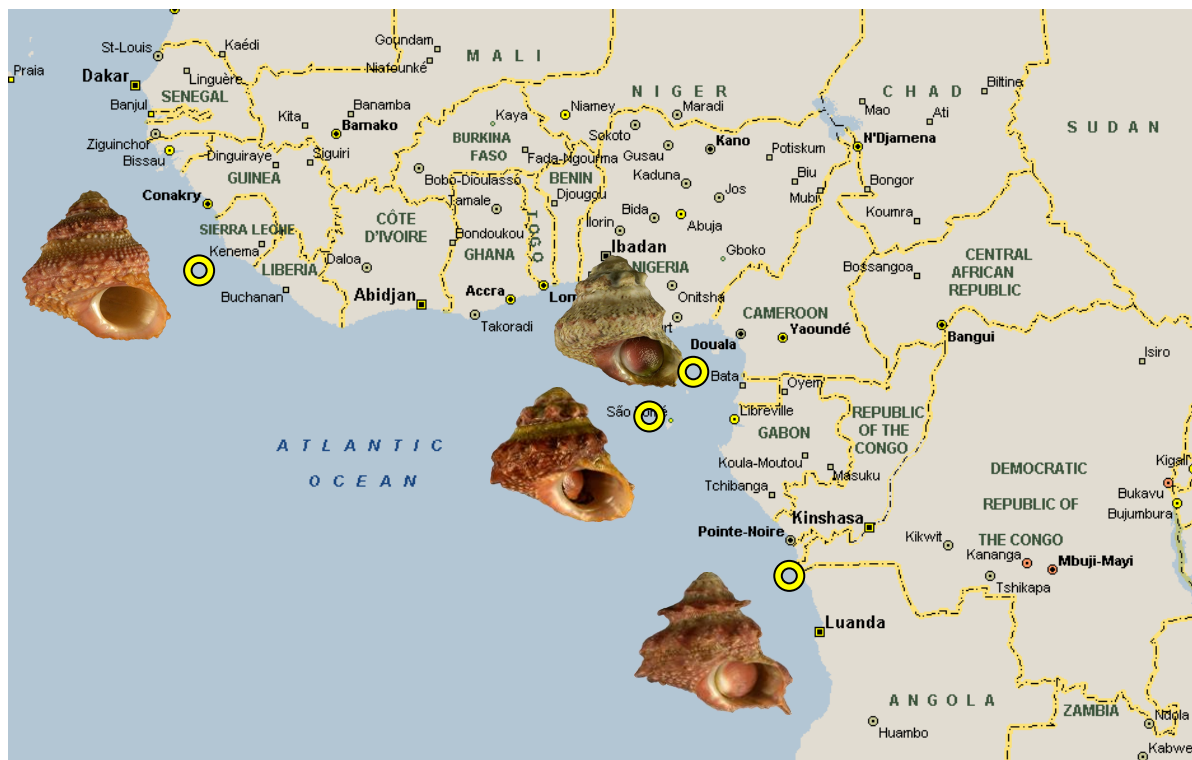 St-Louis
Kaédi
Goundam
MALI
Niafounké
Praia
Dakar
Linguère
SENEGAL
NIGER
CHAD
Biltine
Banjul
Banamba
Kita
Kaya
Niamey
Maradi
Mao
Ati
SUDAN
Bamako
Sokoto
Ziguinchor
Bissau
BURKINA
FASO
Kano
N'Djamena
Dinguiraye
Siguiri
Fada-Ngourma
Gusau
Potiskum
GUINEA
Bobo-Dioulasso
BENIN
Kaduna
Biu
Bongor
Conakry
Djougou
Jos
Mubi
Tamale
Bida
Koumra
CÔTE
D'IVOIRE
TOGO
Ilorin
Abuja
SIERRA LEONE
Bondoukou
Ibadan
Kenema
GHANA
Gboko
CENTRAL
AFRICAN
REPUBLIC
LIBERIA
Daloa
NIGERIA
Bossangoa
Buchanan
Abidjan
Accra
Lom
Onitsha
Takoradi
rt
CAMEROON
Yaoundé
Bangui
Douala
Isiro
Bata
Oyem
São Tomé
Libreville
REPUBLIC
OF THE
CONGO
GABON
ATLANTIC
OCEAN
Koula-Moutou
Masuku
DEMOCRATIC
REPUBLIC OF
THE CONGO
Kigali
Tchibanga
Bukavu
Bujumbura
Kinshasa
Pointe-Noire
Kikwit
Kananga
Mbuji-Mayi
Tshikapa
Luanda
ANGOLA
ZAMBIA
Ndola
Huambo
Kabwe